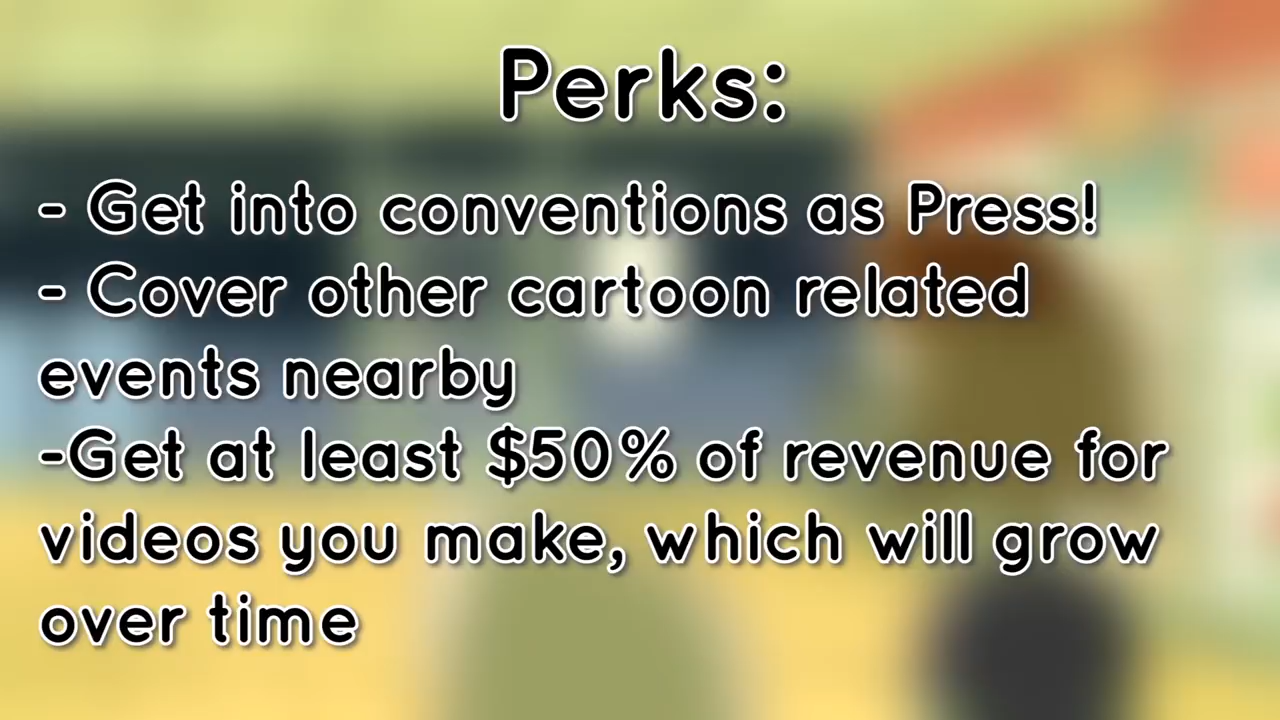 Perks:
- Get into conventions as Press!
- Cover other cartoon related
events nearby
-Get at least $50% of revenue for
videos you make, which will grow
over time